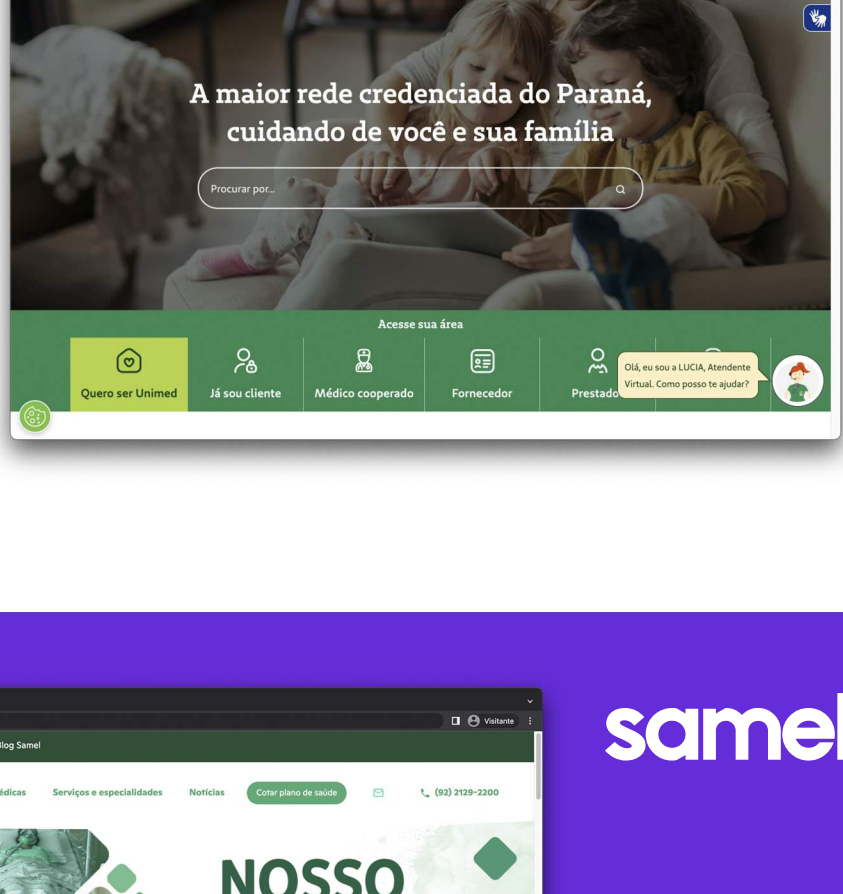 A maior rede credenciada do Paraná,
cuidando de você e sua família
Procurar por...
Acesse sua área
Quero ser Unimed
Já sou cliente
Médico cooperado
Fornecedor
Prestado
Olá, eu sou a LUCIA, Atendente
Virtual. Como posso te ajudar?
samel
Visitante
Blog Samel
édicas
Serviços e especialidades
Notícias
Cotar plano de saúde
(92) 2129-2200
NOSSO